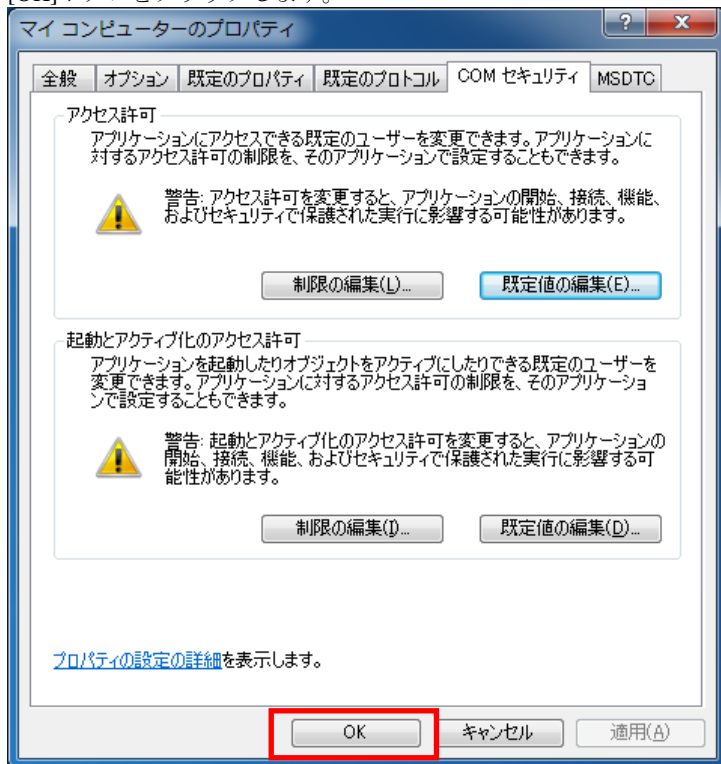 [OK]ボタンをクリックします。
マイ コンピューターのプロパティ
全般 オプション 既定のプロパティ 既定のプロトコル COM セキュリティ MSDTC
アクセス許可
アプリケーションにアクセスできる既定のユーザーを変更できます。アプリケーションに
対するアクセス許可の制限を、そのアプリケーションで設定することもできます。
警告: アクセス許可を変更すると、アプリケーションの開始、接続、機能、
およびセキュリティで保護された実行に影響する可能性があります。
制限の編集(L)... 既定値の編集(E)...
起動とアクティブ化のアクセス許可
アプリケーションを起動したりオブジェクトをアクティブにしたりできる既定のユーザーを
変更できます。アプリケーションに対するアクセス許可の制限を、そのアプリケーショ
ンで設定することもできます。
警告: 起動とアクティブ化のアクセス許可を変更すると、アプリケーションの
開始、接続、機能、およびセキュリティで保護された実行に影響する可
能性があります。
制限の編集(I)... 既定値の編集(D)...
プロパティの設定の詳細を表示します。
OK キャンセル 適用(A)